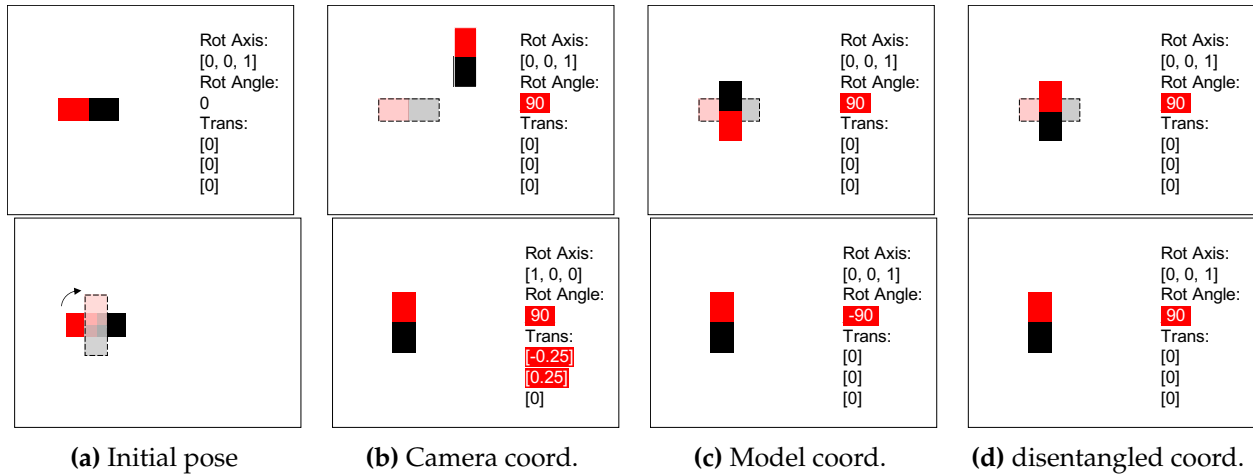 Rot Axis:
[0, 0, 1]
Rot Angle:
0
Trans:
[0]
[0]
[0]
Rot Axis:
[0, 0, 1]
Rot Angle:
90
Trans:
[0]
[0]
[0]
Rot Axis:
[0, 0, 1]
Rot Angle:
90
Trans:
[0]
[0]
[0]
Rot Axis:
[0, 0, 1]
Rot Angle:
90
Trans:
[0]
[0]
[0]
Rot Axis:
[1, 0, 0]
Rot Angle:
90
Trans:
[-0.25]
[0.25]
[0]
Rot Axis:
[0, 0, 1]
Rot Angle:
-90
Trans:
[0]
[0]
[0]
Rot Axis:
[0, 0, 1]
Rot Angle:
90
Trans:
[0]
[0]
[0]
(a) Initial pose
(b) Camera coord.
(c) Model coord.
(d) disentangled coord.